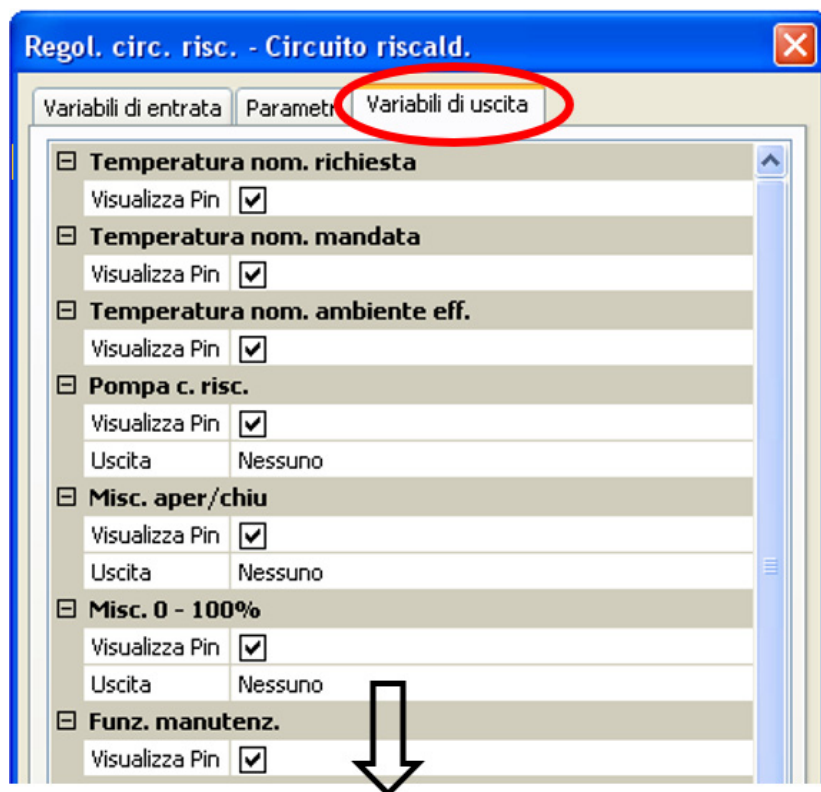 Regol. circ. risc. - Circuito riscald.
Variabili di entrata Parametri Variabili di uscita
Temperatura nom. richiesta
Visualizza Pin
Temperatura nom. mandata
Visualizza Pin
Temperatura nom. ambiente eff.
Visualizza Pin
Pompa c. risc.
Visualizza Pin
Uscita Nessuno
Misc. aper/chiu
Visualizza Pin
Uscita Nessuno
Misc. 0 - 100%
Visualizza Pin
Uscita Nessuno
Funz. manutenz.
Visualizza Pin